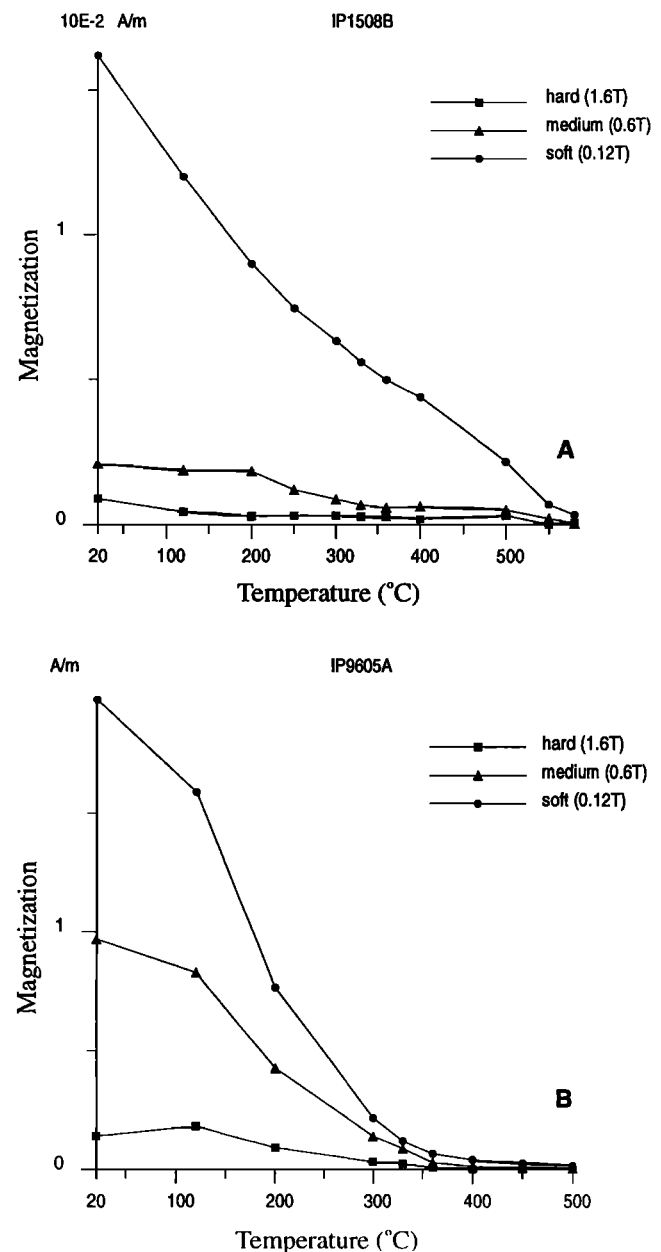 10E-2 A/m IP1508B
hard (1.6T)
medium (0.6T)
soft (0.12T)
1
Magnetization
A
0
20 100 200 300 400 500
Temperature (°C)
A/m IP9605A
hard (1.6T)
medium (0.6T)
soft (0.12T)
1
Magnetization
B
0
20 100 200 300 400 500
Temperature (°C)